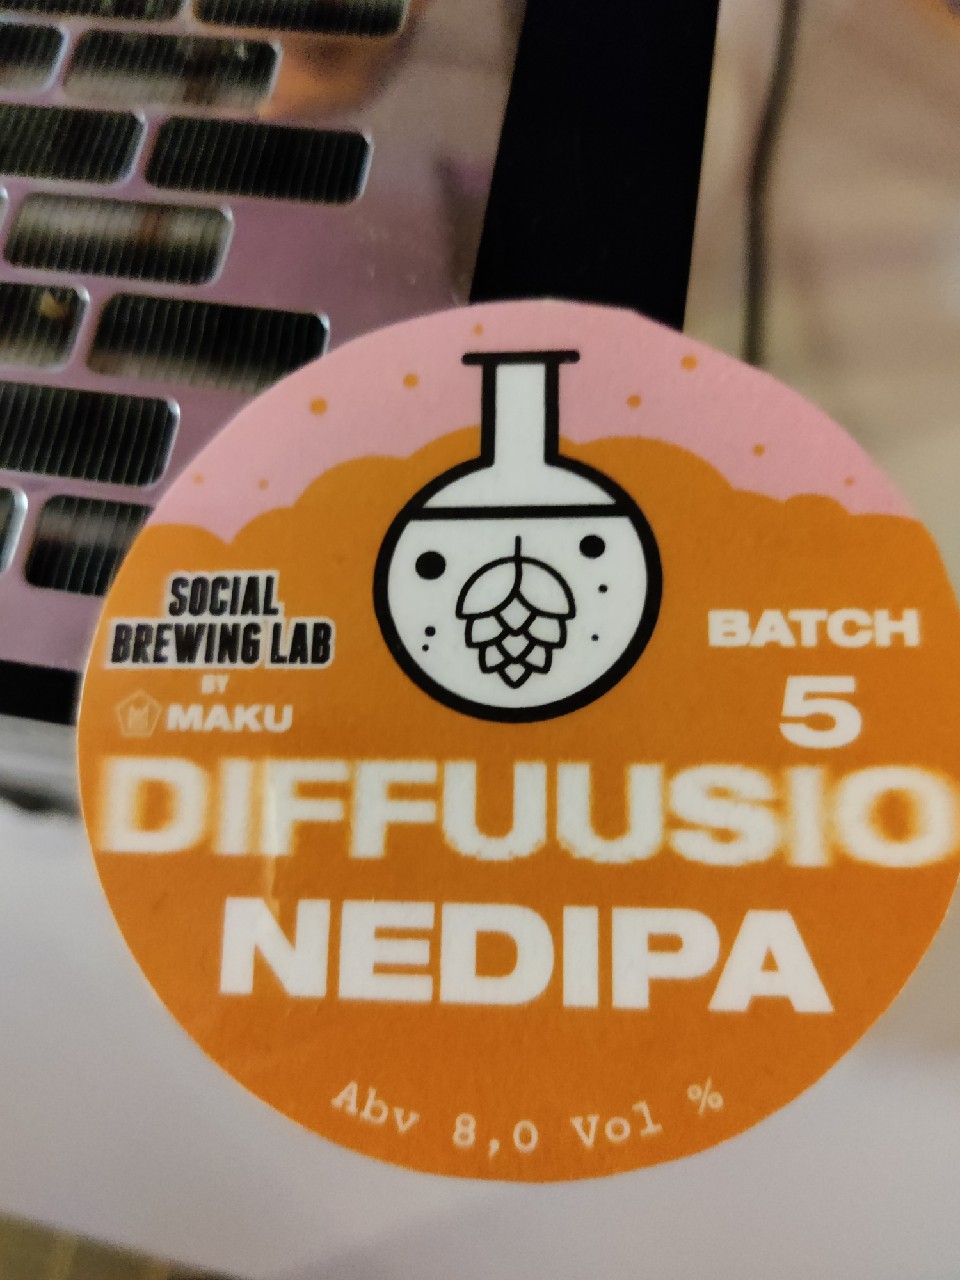 SOCIAL
BREWING LAB
BY
MAKU
BATCH
5
DIFFUUSIO
NEDIPA
Abv 8,0 Vol %